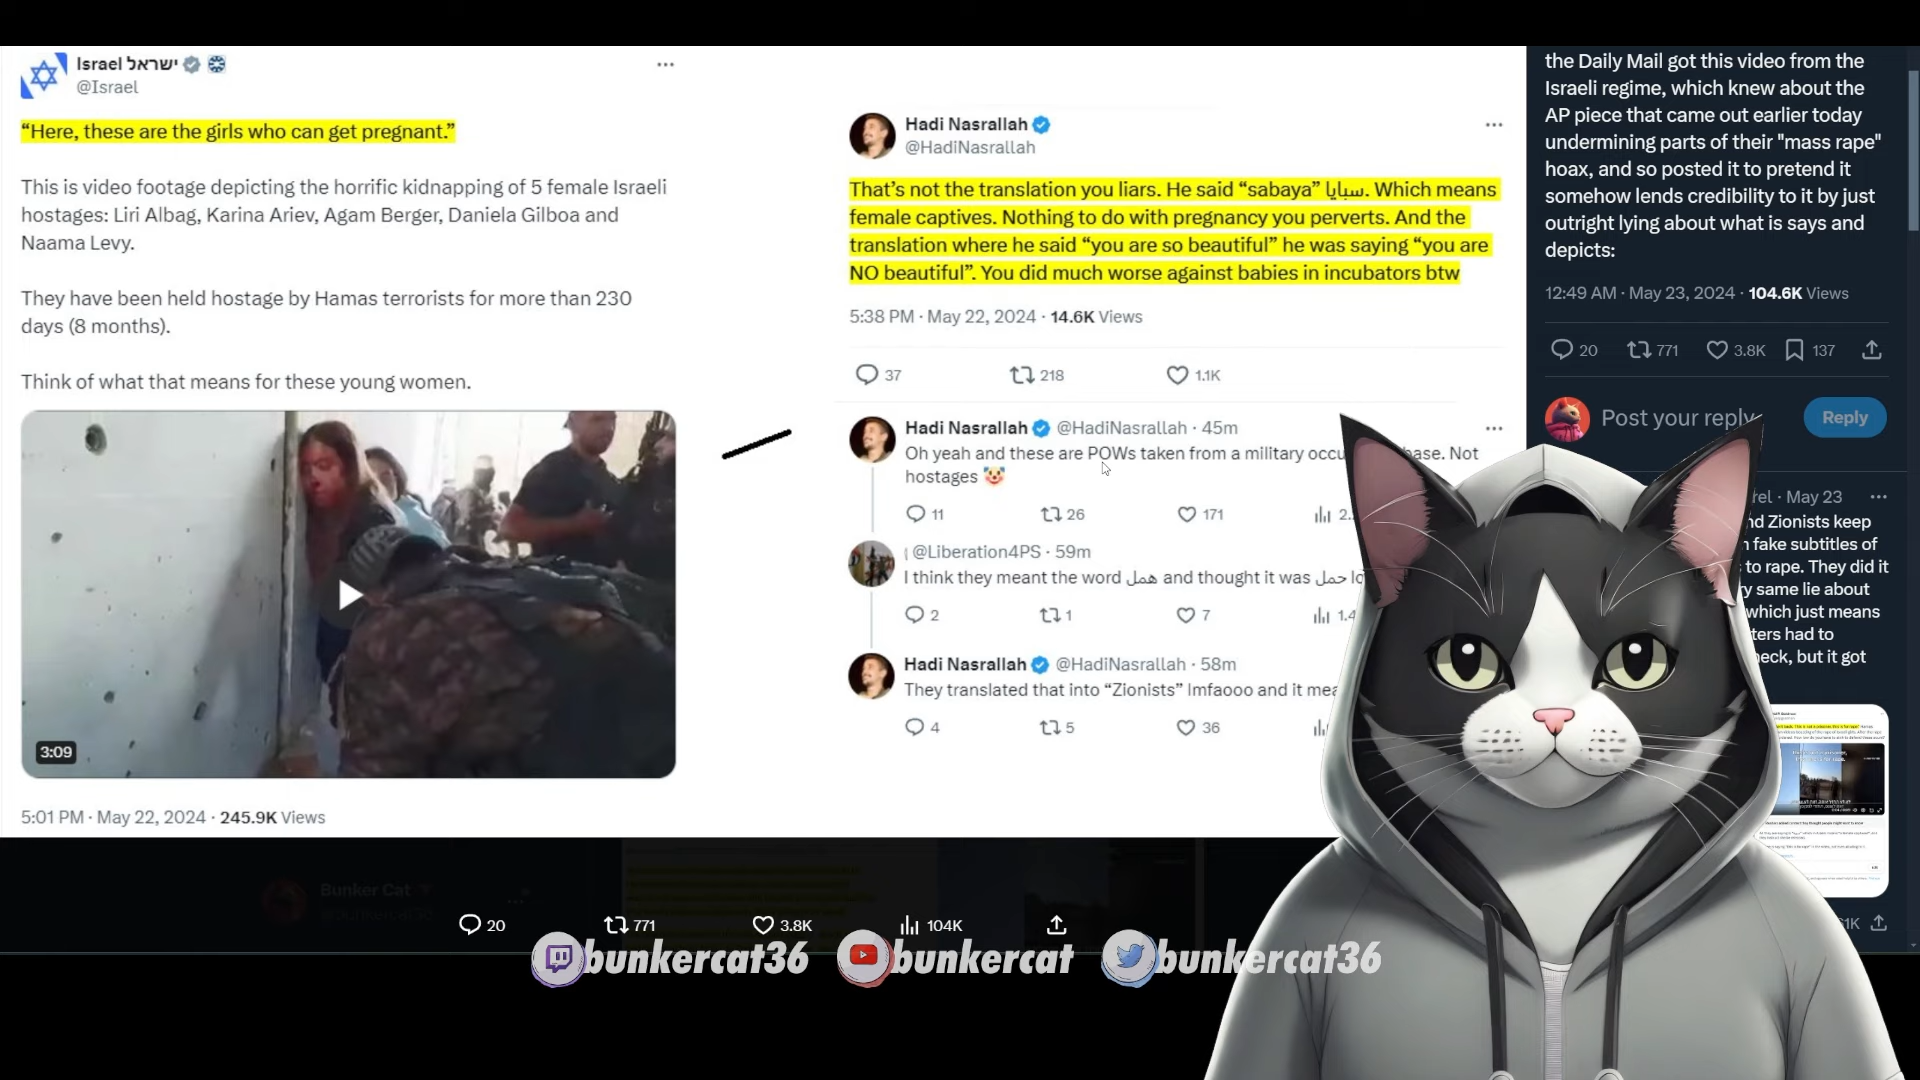 Israel ישראל
@Israel
“Here, these are the girls who can get pregnant.”
This is video footage depicting the horrific kidnapping of 5 female Israeli
hostages: Liri Albag, Karina Ariev, Agam Berger, Daniela Gilboa and
Naama Levy.
They have been held hostage by Hamas terrorists for more than 230
days (8 months).
Think of what that means for these young women.
3:09
5:01 PM · May 22, 2024 · 245.9K Views
Hadi Nasrallah
@HadiNasrallah
That’s not the translation you liars. He said “sabaya” سبايا. Which means
female captives. Nothing to do with pregnancy you perverts. And the
translation where he said “you are so beautiful” he was saying “you are
NO beautiful”. You did much worse against babies in incubators btw
5:38 PM · May 22, 2024 · 14.6K Views
37 218 1.1K
Hadi Nasrallah @HadiNasrallah · 45m
Oh yeah and these are POWs taken from a military occu base. Not
hostages 🤡
11 26 171 2.
@Liberation4PS · 59m
I think they meant the word همل and thought it was حمل lo
2 1 7 1.4
Hadi Nasrallah @HadiNasrallah · 58m
They translated that into “Zionists” lmfaooo and it mea
4 5 36
the Daily Mail got this video from the
Israeli regime, which knew about the
AP piece that came out earlier today
undermining parts of their "mass rape"
hoax, and so posted it to pretend it
somehow lends credibility to it by just
outright lying about what is says and
depicts:
12:49 AM · May 23, 2024 · 104.6K Views
20 771 3.8K 137
Post your reply
Reply
rel · May 23
nd Zionists keep
fake subtitles of
to rape. They did it
y same lie about
which just means
ters had to
heck, but it got
1K
Bunker Cat
20 771 3.8K 104K
bunkercat36 bunkercat bunkercat36